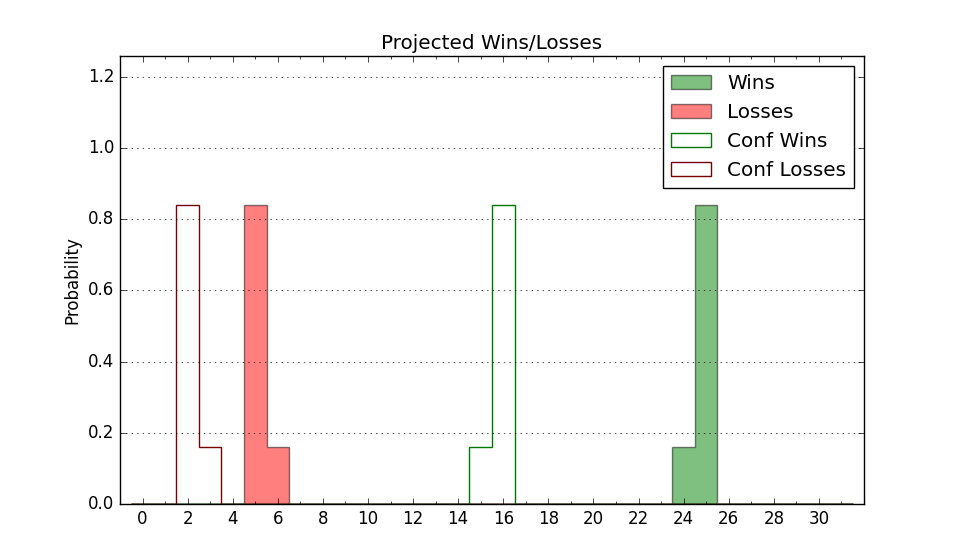 Projected Wins/Losses
1.2
1.0
0.8
0.6
0.4
0.2
0.0
Probability
Wins
Losses
Conf Wins
Conf Losses
0 2 4 6 8 10 12 14 16 18 20 22 24 26 28 30